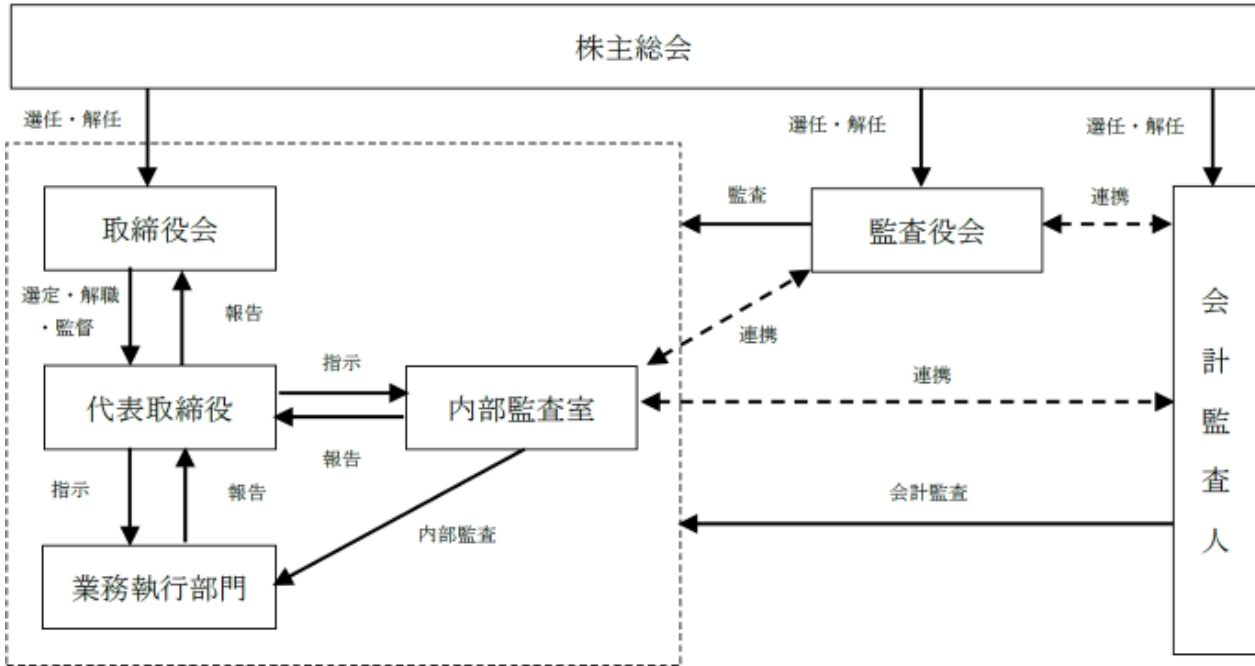 株主総会
選任・解任
選任・解任
選任・解任
取締役会
監査
監査役会
連携
選定・解職
・監督
報告
連携
会計監査人
指示
連携
代表取締役
内部監査室
報告
指示
報告
会計監査
内部監査
業務執行部門